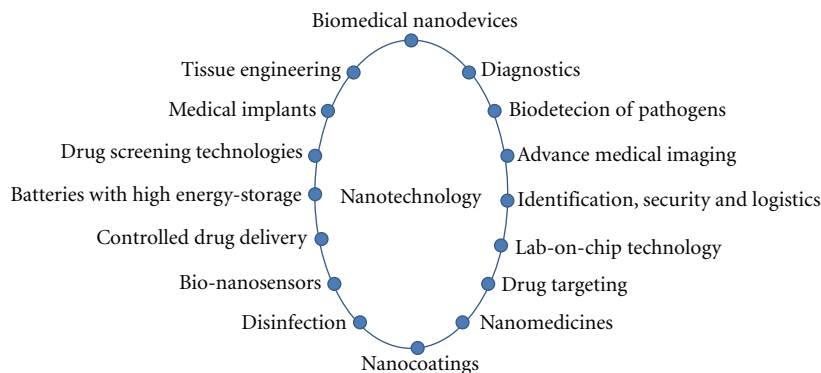 Biomedical nanodevices
Tissue engineering
Diagnostics
Medical implants
Biodetecion of pathogens
Drug screening technologies
Advance medical imaging
Batteries with high energy-storage
Nanotechnology
Identification, security and logistics
Controlled drug delivery
Lab-on-chip technology
Bio-nanosensors
Drug targeting
Disinfection
Nanomedicines
Nanocoatings